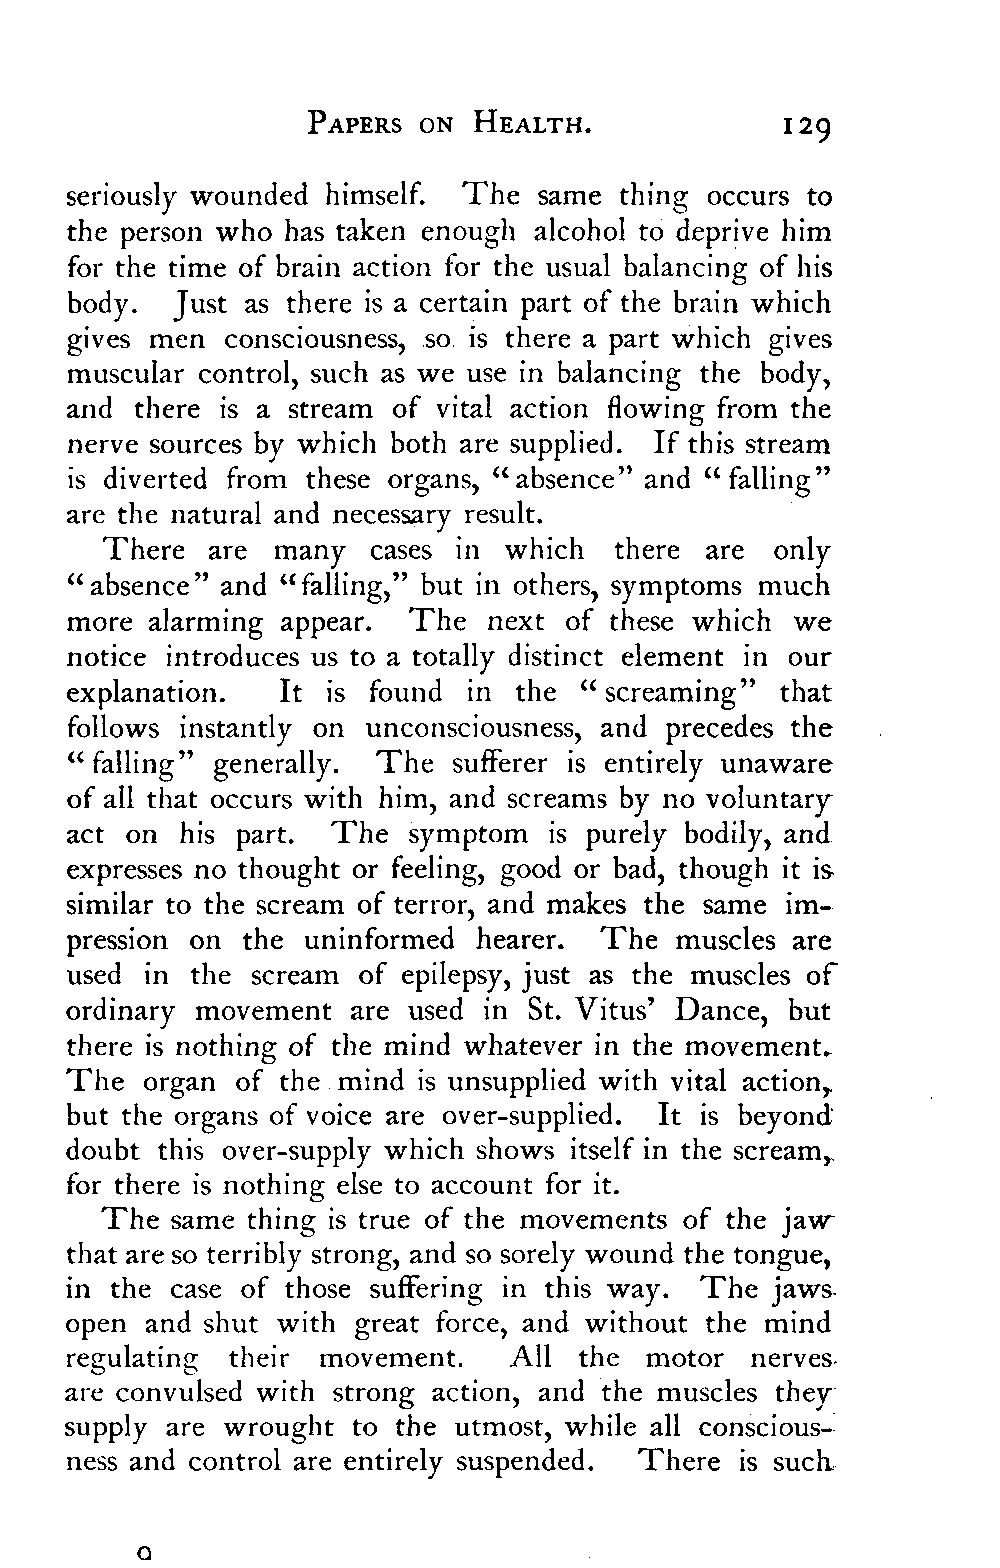 PAPERS ON HEALTH. 129
seriously wounded himself. The same thing occurs to
the person who has taken enough alcohol to deprive him
for the time of brain action for the usual balancing of his
body. Just as there is a certain part of the brain which
gives men consciousness, so is there a part which gives
muscular control, such as we use in balancing the body,
and there is a stream of vital action flowing from the
nerve sources by which both are supplied. If this stream
is diverted from these organs, “absence” and “falling”
are the natural and necessary result.
There are many cases in which there are only
“absence” and “falling,” but in others, symptoms much
more alarming appear. The next of these which we
notice introduces us to a totally distinct element in our
explanation. It is found in the “screaming” that
follows instantly on unconsciousness, and precedes the
“falling” generally. The sufferer is entirely unaware
of all that occurs with him, and screams by no voluntary
act on his part. The symptom is purely bodily, and
expresses no thought or feeling, good or bad, though it is
similar to the scream of terror, and makes the same im-
pression on the uninformed hearer. The muscles are
used in the scream of epilepsy, just as the muscles of
ordinary movement are used in St. Vitus’ Dance, but
there is nothing of the mind whatever in the movement.
The organ of the mind is unsupplied with vital action,
but the organs of voice are over-supplied. It is beyond
doubt this over-supply which shows itself in the scream,
for there is nothing else to account for it.
The same thing is true of the movements of the jaw
that are so terribly strong, and so sorely wound the tongue,
in the case of those suffering in this way. The jaws
open and shut with great force, and without the mind
regulating their movement. All the motor nerves
are convulsed with strong action, and the muscles they
supply are wrought to the utmost, while all conscious-
ness and control are entirely suspended. There is such
9